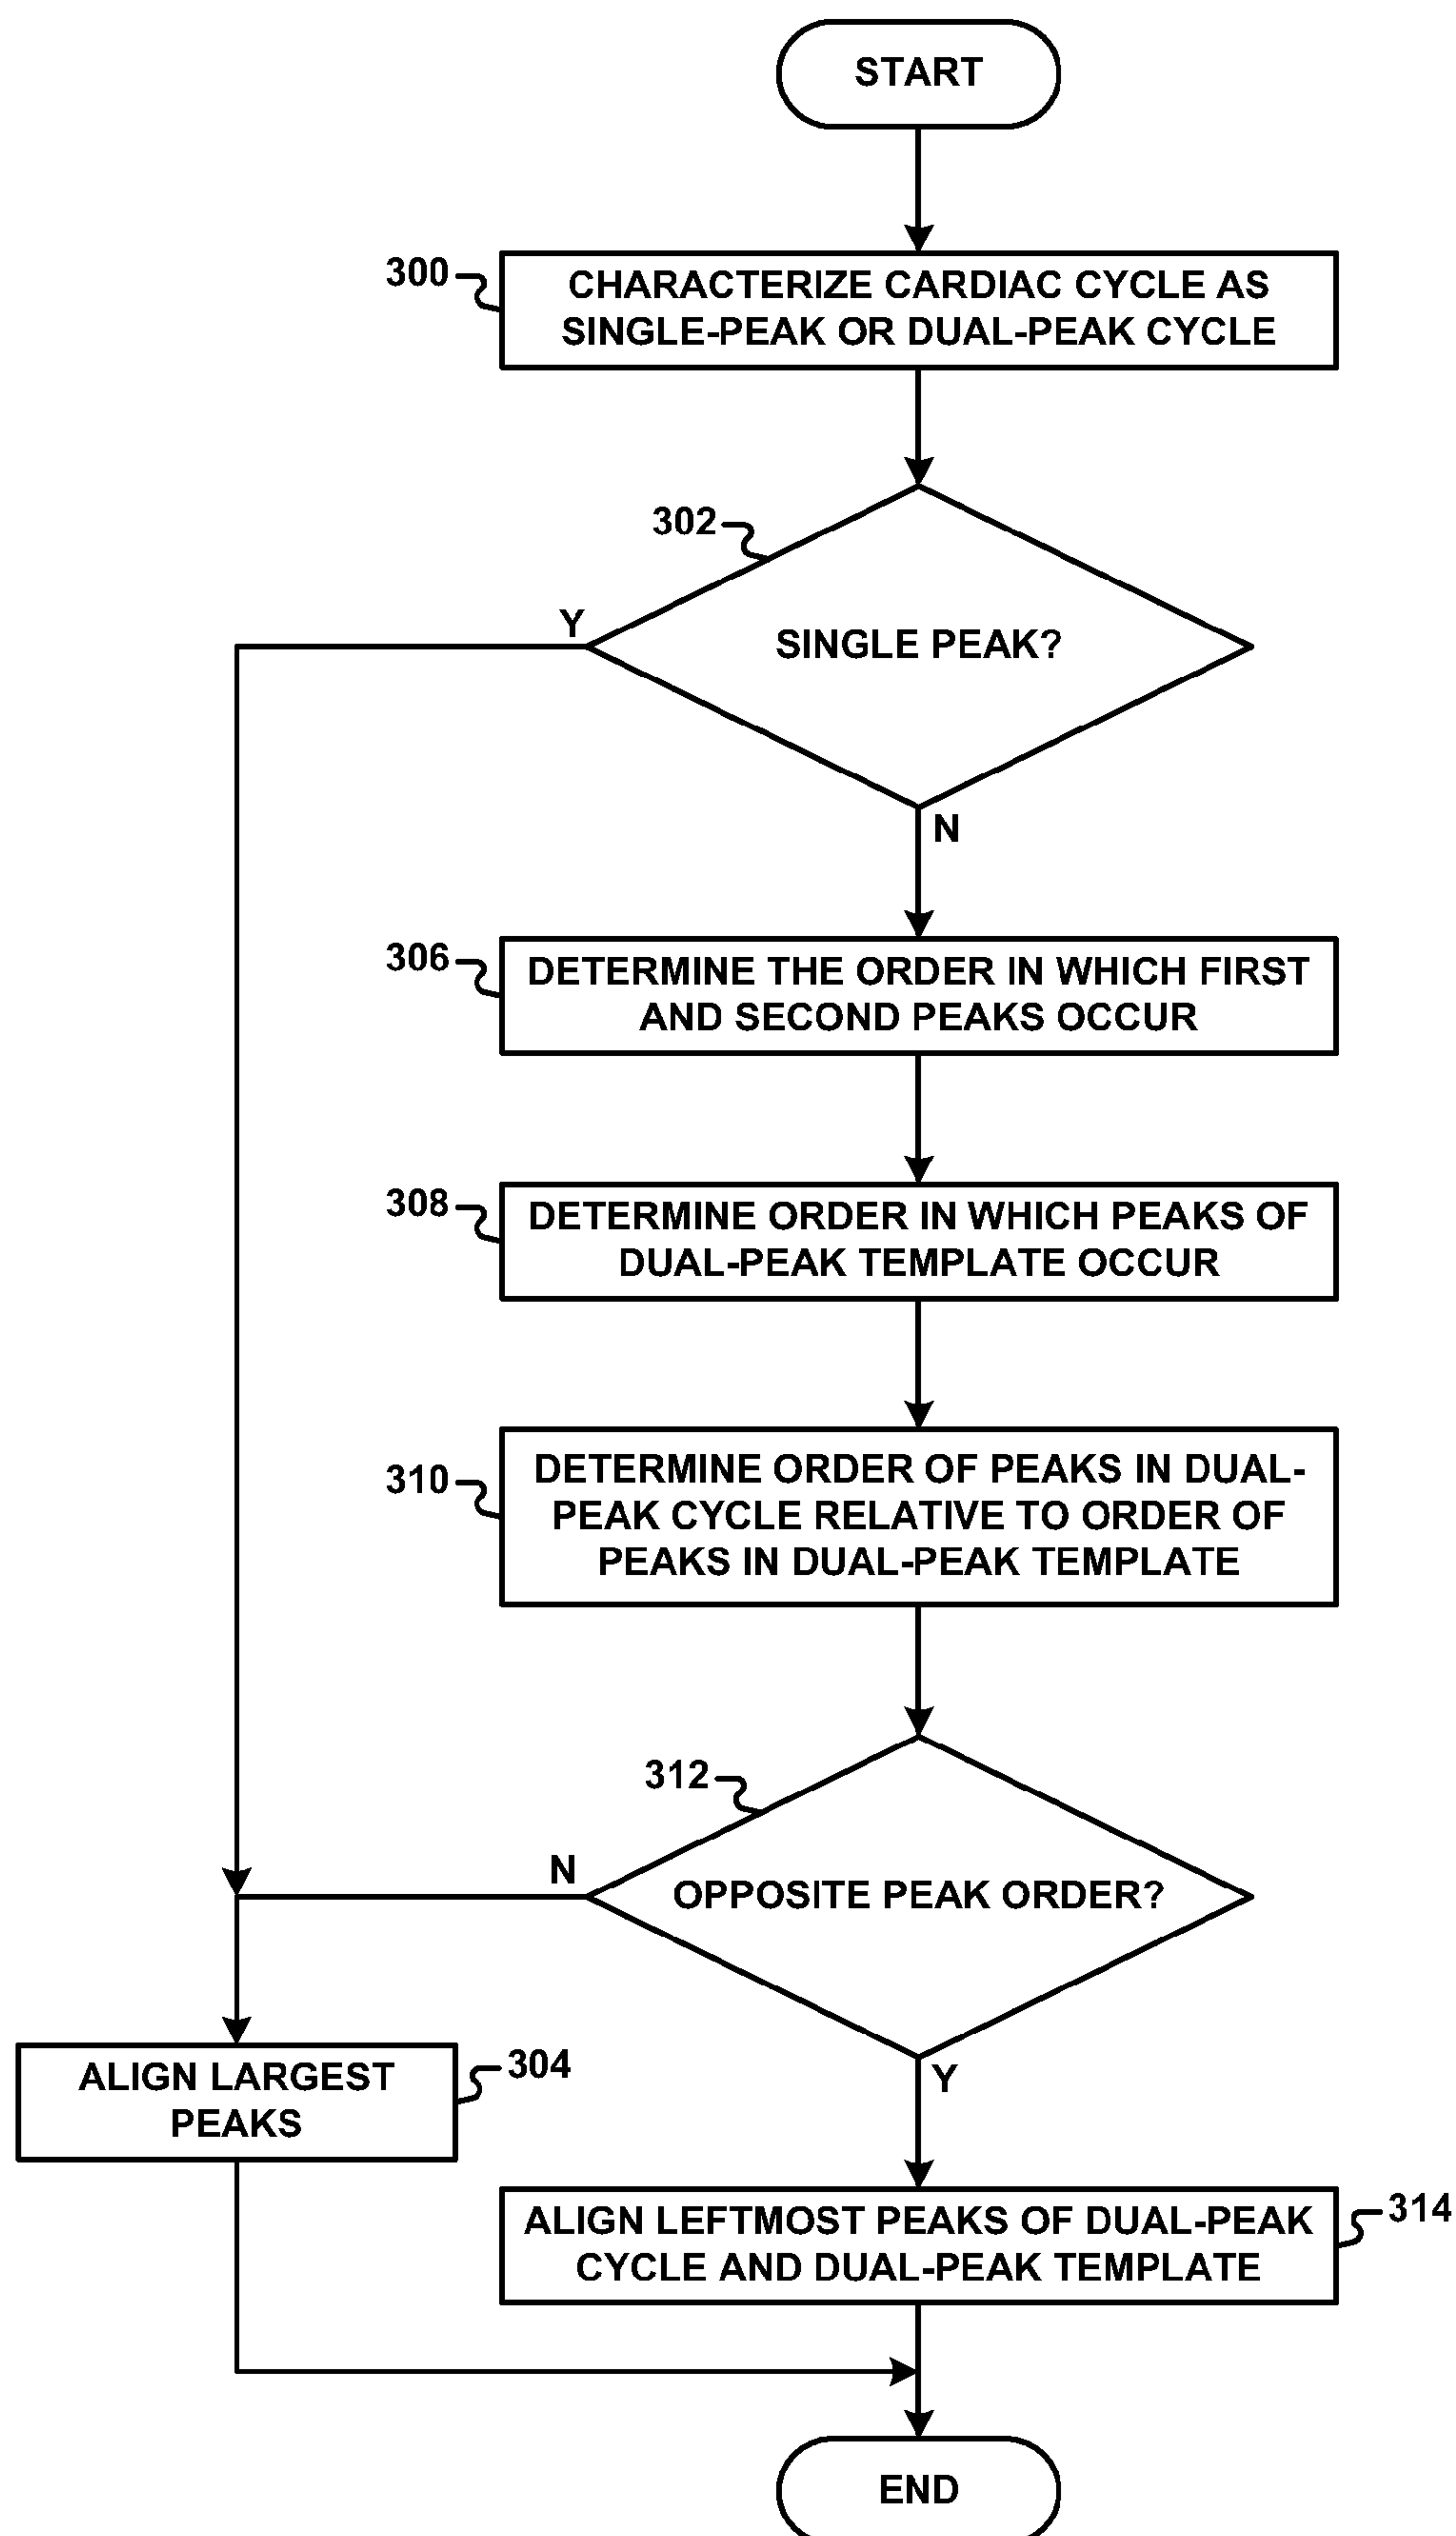 START
300
CHARACTERIZE CARDIAC CYCLE AS
SINGLE-PEAK OR DUAL-PEAK CYCLE
302
Y
SINGLE PEAK?
N
306
DETERMINE THE ORDER IN WHICH FIRST
AND SECOND PEAKS OCCUR
308
DETERMINE ORDER IN WHICH PEAKS OF
DUAL-PEAK TEMPLATE OCCUR
310
DETERMINE ORDER OF PEAKS IN DUAL-
PEAK CYCLE RELATIVE TO ORDER OF
PEAKS IN DUAL-PEAK TEMPLATE
312
N
OPPOSITE PEAK ORDER?
Y
ALIGN LARGEST
PEAKS
304
ALIGN LEFTMOST PEAKS OF DUAL-PEAK
CYCLE AND DUAL-PEAK TEMPLATE
314
END